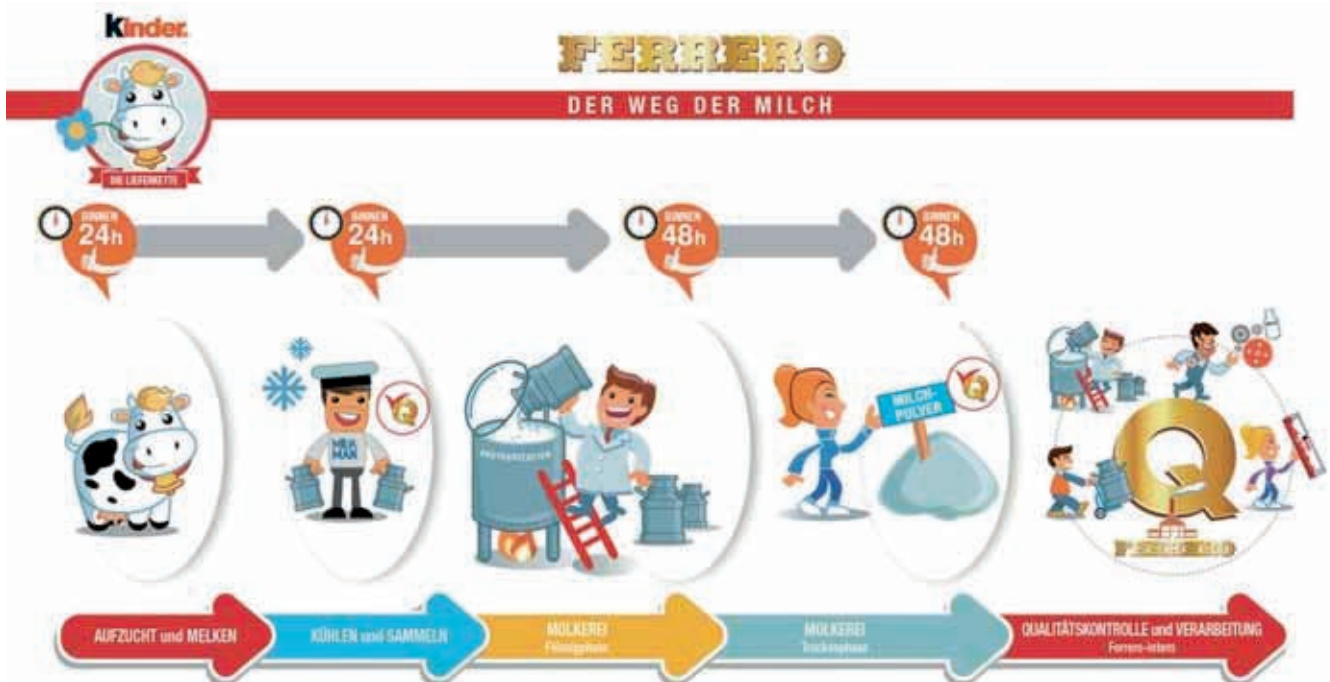 Kinder
FERRERO
DER WEG DER MILCH
DIE LIEFERKETTE
BINNEN
24h
BINNEN
24h
BINNEN
48h
BINNEN
48h
MILK
MAN
Q
PASTEURIZATION
MILCH-
PULVER
Q
Q
FERRERO
AUFZUCHT und MELKEN
KÜHLEN und SAMMELN
MOLKEREI
Flüssigphase
MOLKEREI
Trockenphase
QUALITÄTSKONTROLLE und VERARBEITUNG
Ferrero-intern